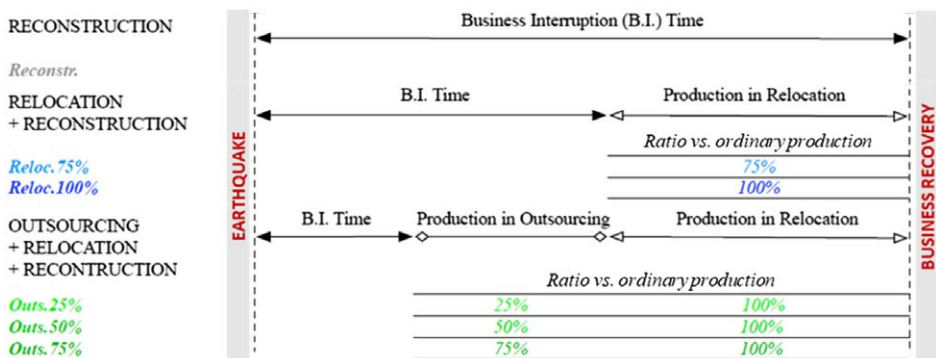 RECONSTRUCTION
Business Interruption (B.I.) Time
Reconstr.
RELOCATION
+ RECONSTRUCTION
B.I. Time
Production in Relocation
Ratio vs. ordinary production
Reloc.75%
75%
Reloc.100%
100%
EARTHQUAKE
BUSINESS RECOVERY
OUTSOURCING
+ RELOCATION
+ RECONTRUCTION
B.I. Time
Production in Outsourcing
Production in Relocation
Ratio vs. ordinary production
Outs.25%
25%
100%
Outs.50%
50%
100%
Outs.75%
75%
100%